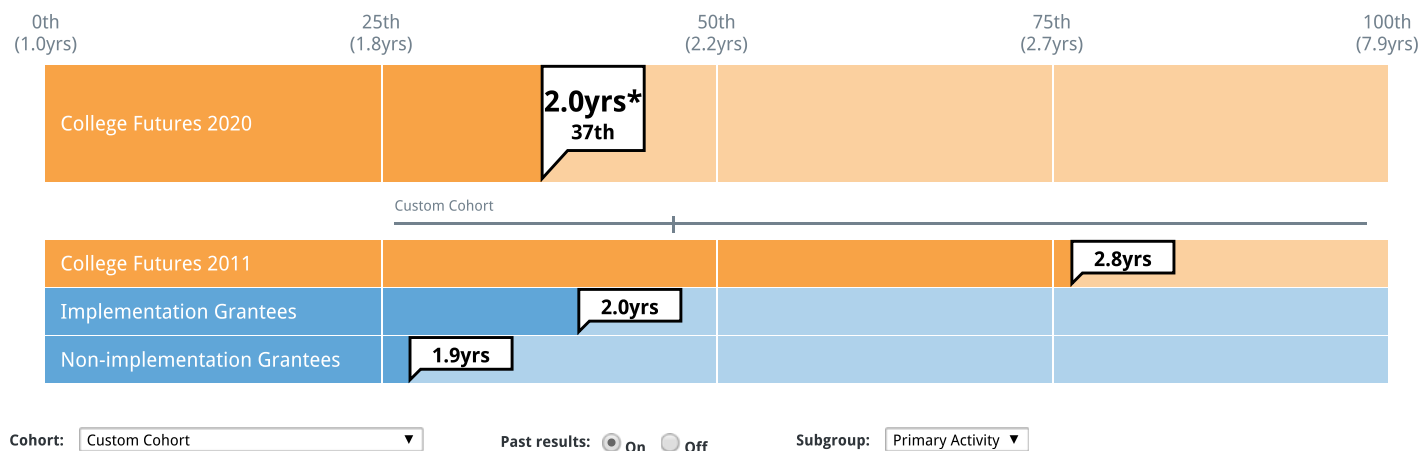 0th 25th 50th 75th 100th
(1.0yrs) (1.8yrs) (2.2yrs) (2.7yrs) (7.9yrs)
College Futures 2020
2.0yrs*
37th
Custom Cohort
College Futures 2011 2.8yrs
Implementation Grantees 2.0yrs
Non-implementation Grantees 1.9yrs
Cohort: Custom Cohort Past results: On Off Subgroup: Primary Activity